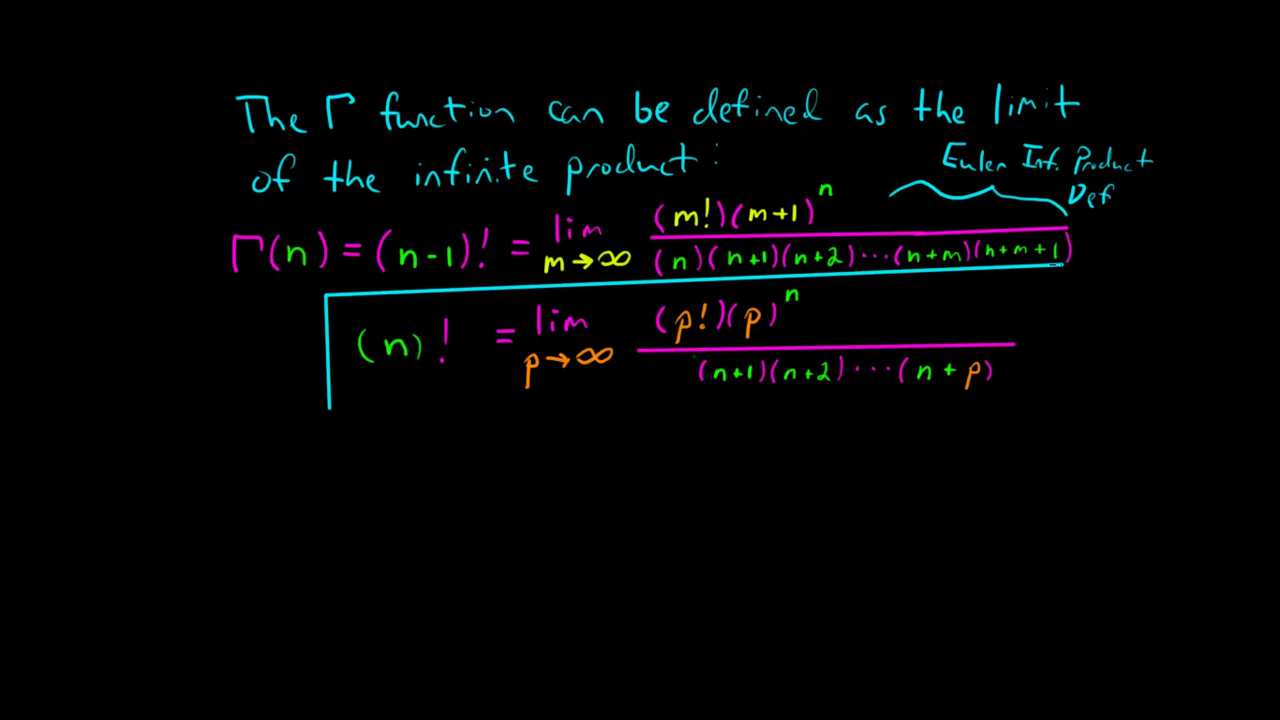 The Γ function can be defined as the limit
of the infinite product:
Euler Inf. Product
Def
Γ(n) = (n-1)! = lim m→∞ (m!)(m+1)^n / (n)(n+1)(n+2)···(n+m)(n+m+1)
(n)! = lim p→∞ (p!)(p)^n / (n+1)(n+2)···(n+p)